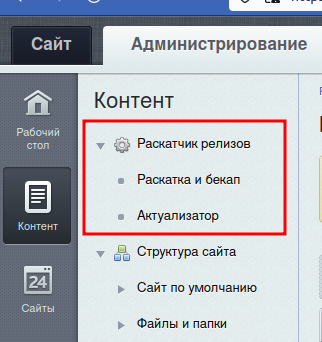 Сайт
Администрирование
Рабочий
стол
Контент
24
Сайты
Контент
Раскатчик релизов
Раскатка и бекап
Актуализатор
Структура сайта
Сайт по умолчанию
Файлы и папки